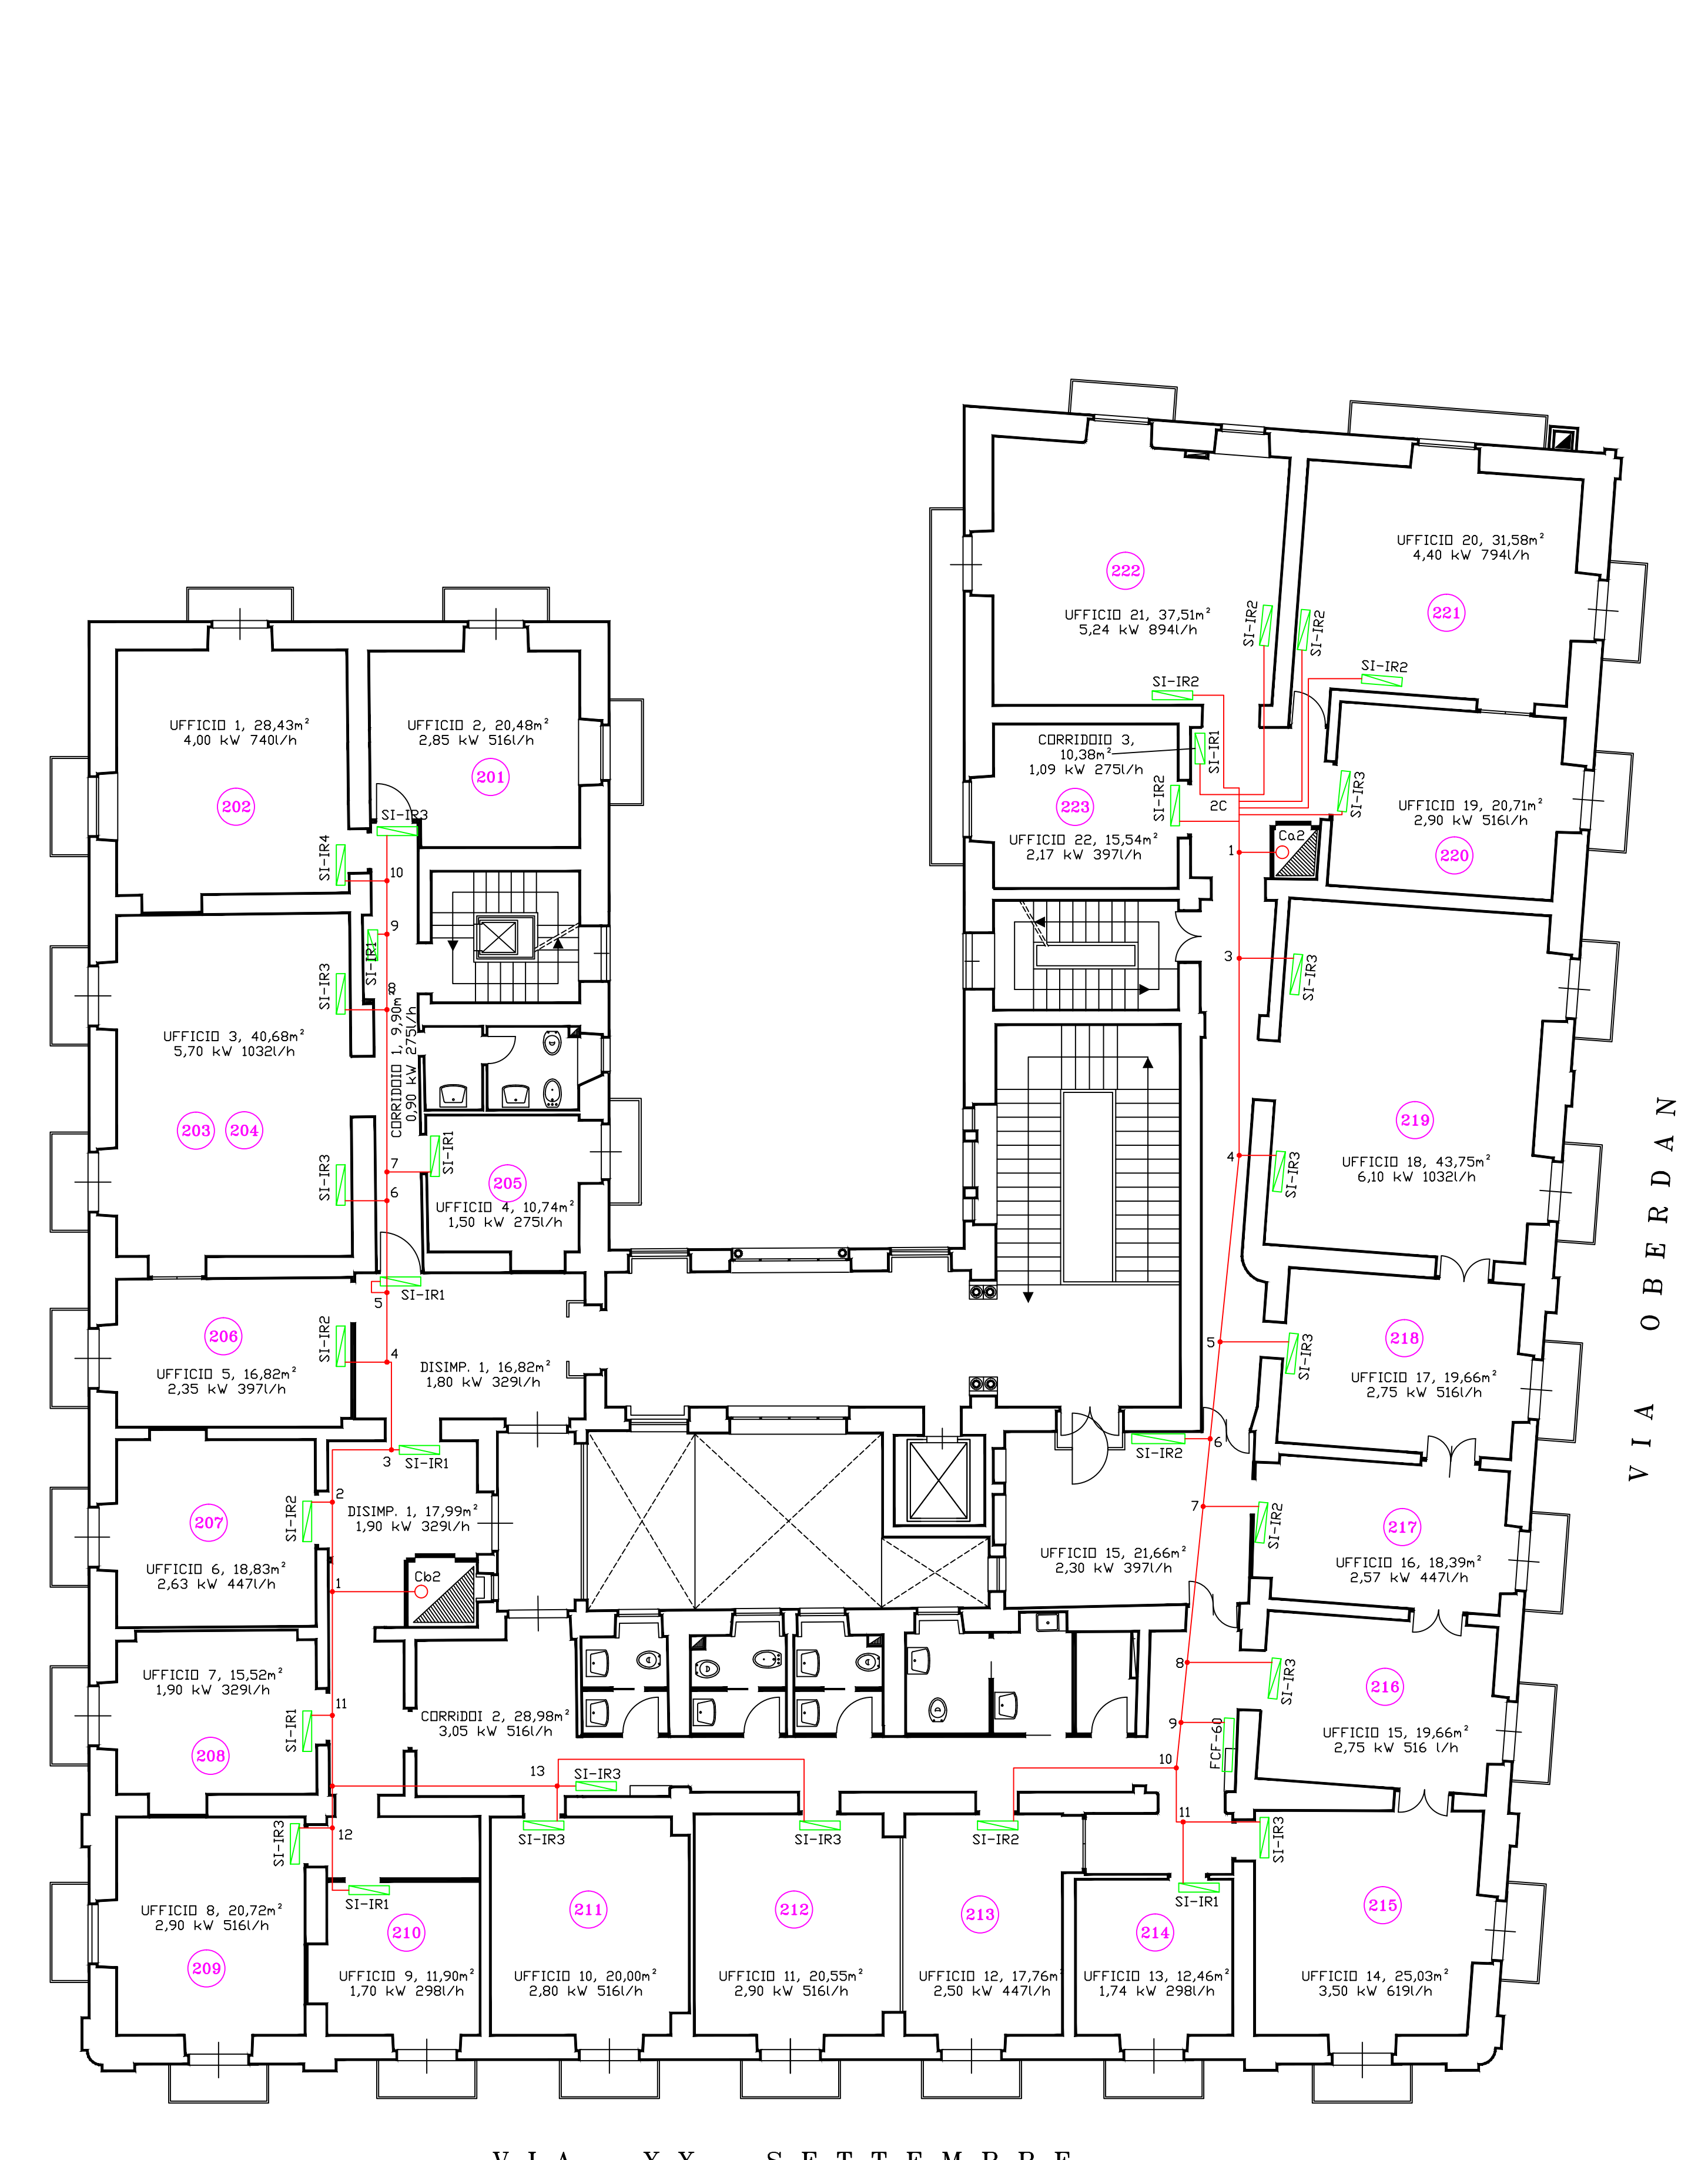 UFFICIO 20, 31,58m²
4,40 kW 794l/h
222
221
UFFICIO 21, 37,51m²
5,24 kW 894l/h
SI-IR2
SI-IR2
SI-IR2
SI-IR2
UFFICIO 1, 28,43m²
4,00 kW 740l/h
UFFICIO 2, 20,48m²
2,85 kW 516l/h
201
202
SI-IR3
SI-IR4
CORRIDOIO 3,
10,38m²
1,09 kW 275l/h
SI-IR1
SI-IR2
2C
SI-IR3
223
UFFICIO 22, 15,54m²
2,17 kW 397l/h
UFFICIO 19, 20,71m²
2,90 kW 516l/h
220
Ca2
1
10
9
SI-IR1
8
SI-IR3
CORRIDOIO 1, 9,90m²
0,90 kW 275l/h
UFFICIO 3, 40,68m²
5,70 kW 1032l/h
203
204
3
SI-IR3
219
UFFICIO 18, 43,75m²
6,10 kW 1032l/h
4
SI-IR3
SI-IR3
7
6
SI-IR1
205
UFFICIO 4, 10,74m²
1,50 kW 275l/h
VIA OBERDAN
SI-IR1
5
206
UFFICIO 5, 16,82m²
2,35 kW 397l/h
SI-IR2
4
DISIMP. 1, 16,82m²
1,80 kW 329l/h
5
SI-IR3
218
UFFICIO 17, 19,66m²
2,75 kW 516l/h
3
SI-IR1
2
SI-IR2
207
UFFICIO 6, 18,83m²
2,63 kW 447l/h
DISIMP. 1, 17,99m²
1,90 kW 329l/h
Cb2
1
SI-IR2
6
7
SI-IR2
UFFICIO 15, 21,66m²
2,30 kW 397l/h
217
UFFICIO 16, 18,39m²
2,57 kW 447l/h
UFFICIO 7, 15,52m²
1,90 kW 329l/h
208
SI-IR1
11
CORRiDOI 2, 28,98m²
3,05 kW 516l/h
8
SI-IR3
216
UFFICIO 15, 19,66m²
2,75 kW 516 l/h
9
FCF-60
10
13
SI-IR3
SI-IR3
SI-IR3
SI-IR2
11
SI-IR3
SI-IR3
12
SI-IR1
SI-IR1
UFFICIO 8, 20,72m²
2,90 kW 516l/h
209
210
211
212
213
214
215
UFFICIO 9, 11,90m²
1,70 kW 298l/h
UFFICIO 10, 20,00m²
2,80 kW 516l/h
UFFICIO 11, 20,55m²
2,90 kW 516l/h
UFFICIO 12, 17,76m²
2,50 kW 447l/h
UFFICIO 13, 12,46m²
1,74 kW 298l/h
UFFICIO 14, 25,03m²
3,50 kW 619l/h
VIA XX SETTEMBRE